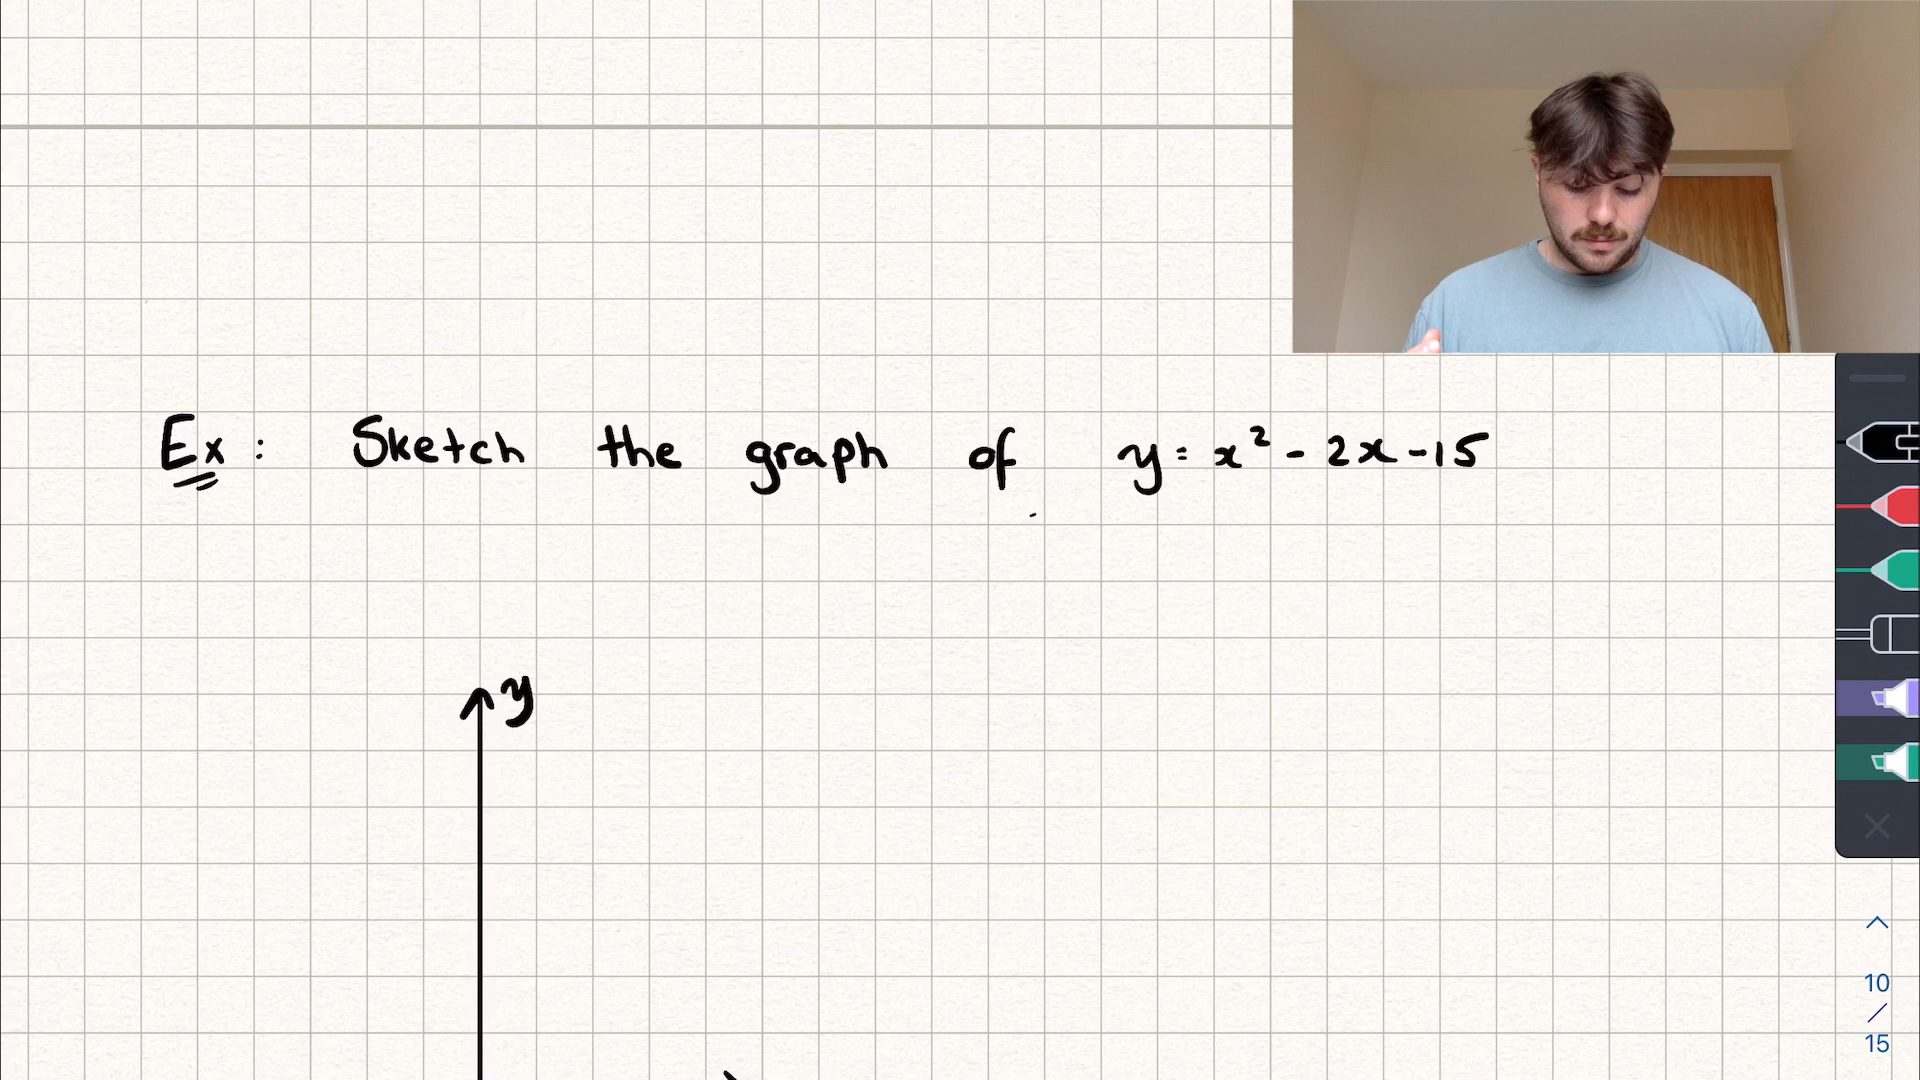 Ex: Sketch the graph of y = x² - 2x - 15
y
10
/
15